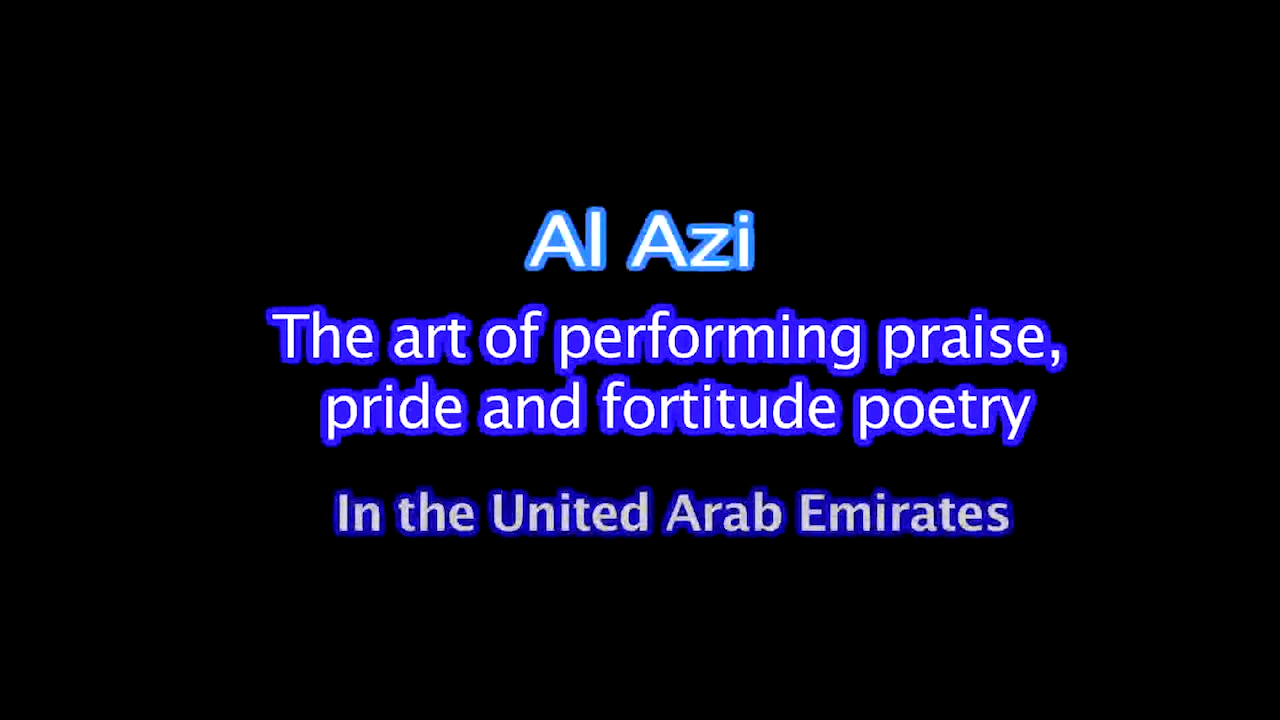 Al Azi
The art of performing praise,
pride and fortitude poetry
In the United Arab Emirates